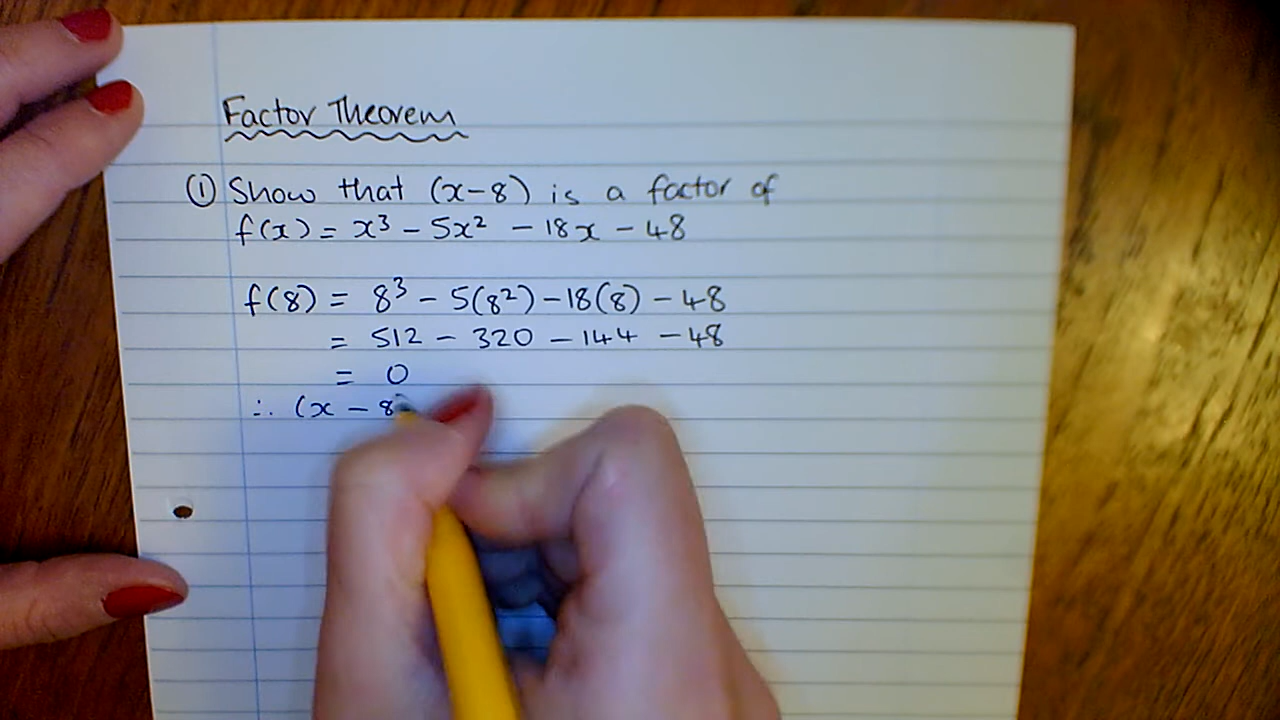 Factor Theorem
① Show that (x-8) is a factor of
f(x) = x³ - 5x² - 18x - 48
f(8) = 8³ - 5(8²) - 18(8) - 48
= 512 - 320 - 144 - 48
= 0
∴ (x - 8)